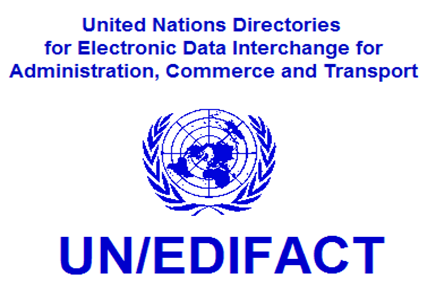 United Nations Directories
for Electronic Data Interchange for
Administration, Commerce and Transport
UN/EDIFACT